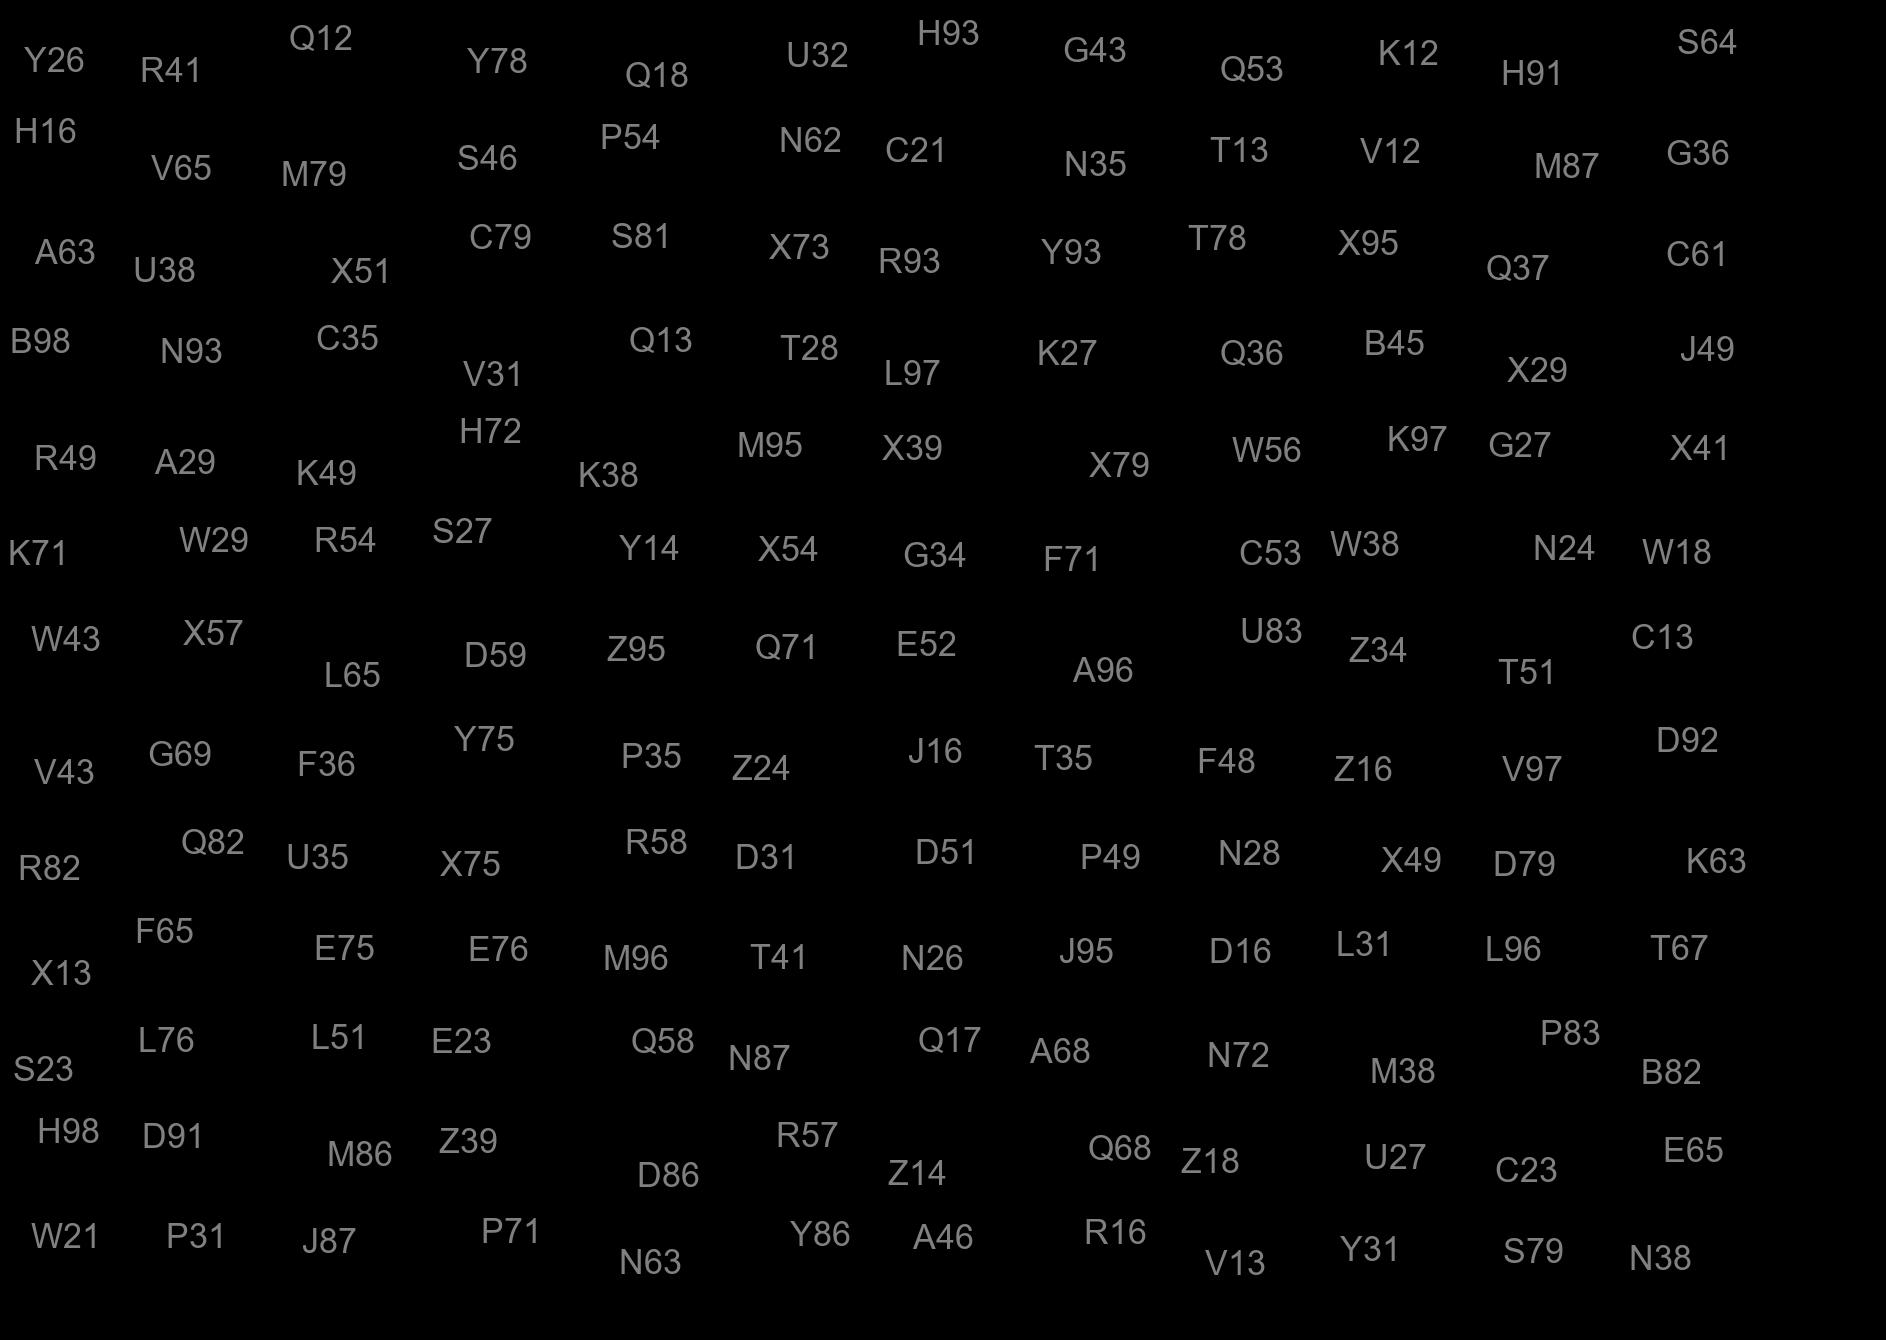 Y26 R41 Q12 Y78 Q18 U32 H93 G43 Q53 K12 H91 S64
H16 V65 M79 S46 P54 N62 C21 N35 T13 V12 M87 G36
A63 U38 X51 C79 S81 X73 R93 Y93 T78 X95 Q37 C61
B98 N93 C35 V31 Q13 T28 L97 K27 Q36 B45 X29 J49
R49 A29 K49 H72 K38 M95 X39 X79 W56 K97 G27 X41
K71 W29 R54 S27 Y14 X54 G34 F71 C53 W38 N24 W18
W43 X57 L65 D59 Z95 Q71 E52 A96 U83 Z34 T51 C13
V43 G69 F36 Y75 P35 Z24 J16 T35 F48 Z16 V97 D92
R82 Q82 U35 X75 R58 D31 D51 P49 N28 X49 D79 K63
X13 F65 E75 E76 M96 T41 N26 J95 D16 L31 L96 T67
S23 L76 L51 E23 Q58 N87 Q17 A68 N72 M38 P83 B82
H98 D91 M86 Z39 D86 R57 Z14 Q68 Z18 U27 C23 E65
W21 P31 J87 P71 N63 Y86 A46 R16 V13 Y31 S79 N38